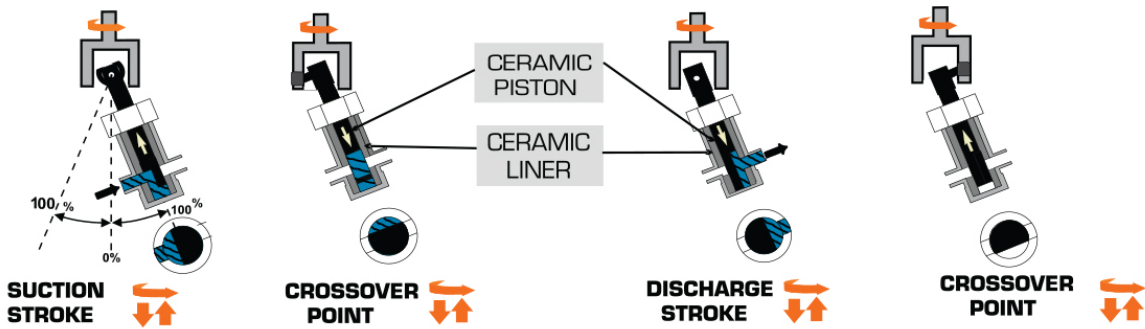 CERAMIC
PISTON
CERAMIC
LINER
100 %
100 %
0%
SUCTION
STROKE
CROSSOVER
POINT
DISCHARGE
STROKE
CROSSOVER
POINT